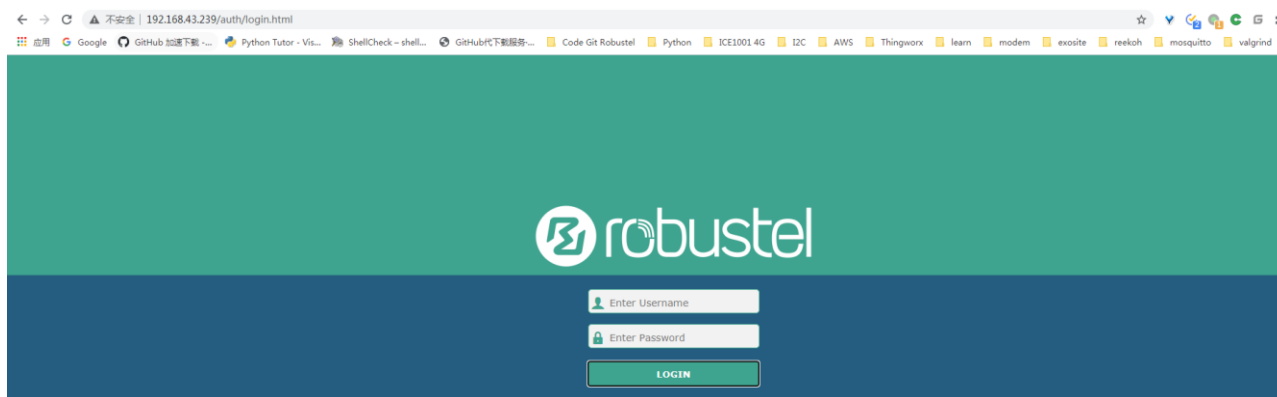 不安全 | 192.168.43.239/auth/login.html
应用 Google GitHub 加速下载 -... Python Tutor - Vis... ShellCheck – shell... GitHub代下载服务-... Code Git Robustel Python ICE1001 4G I2C AWS Thingworx learn modem exosite reekoh mosquitto valgrind
robustel
Enter Username
Enter Password
LOGIN